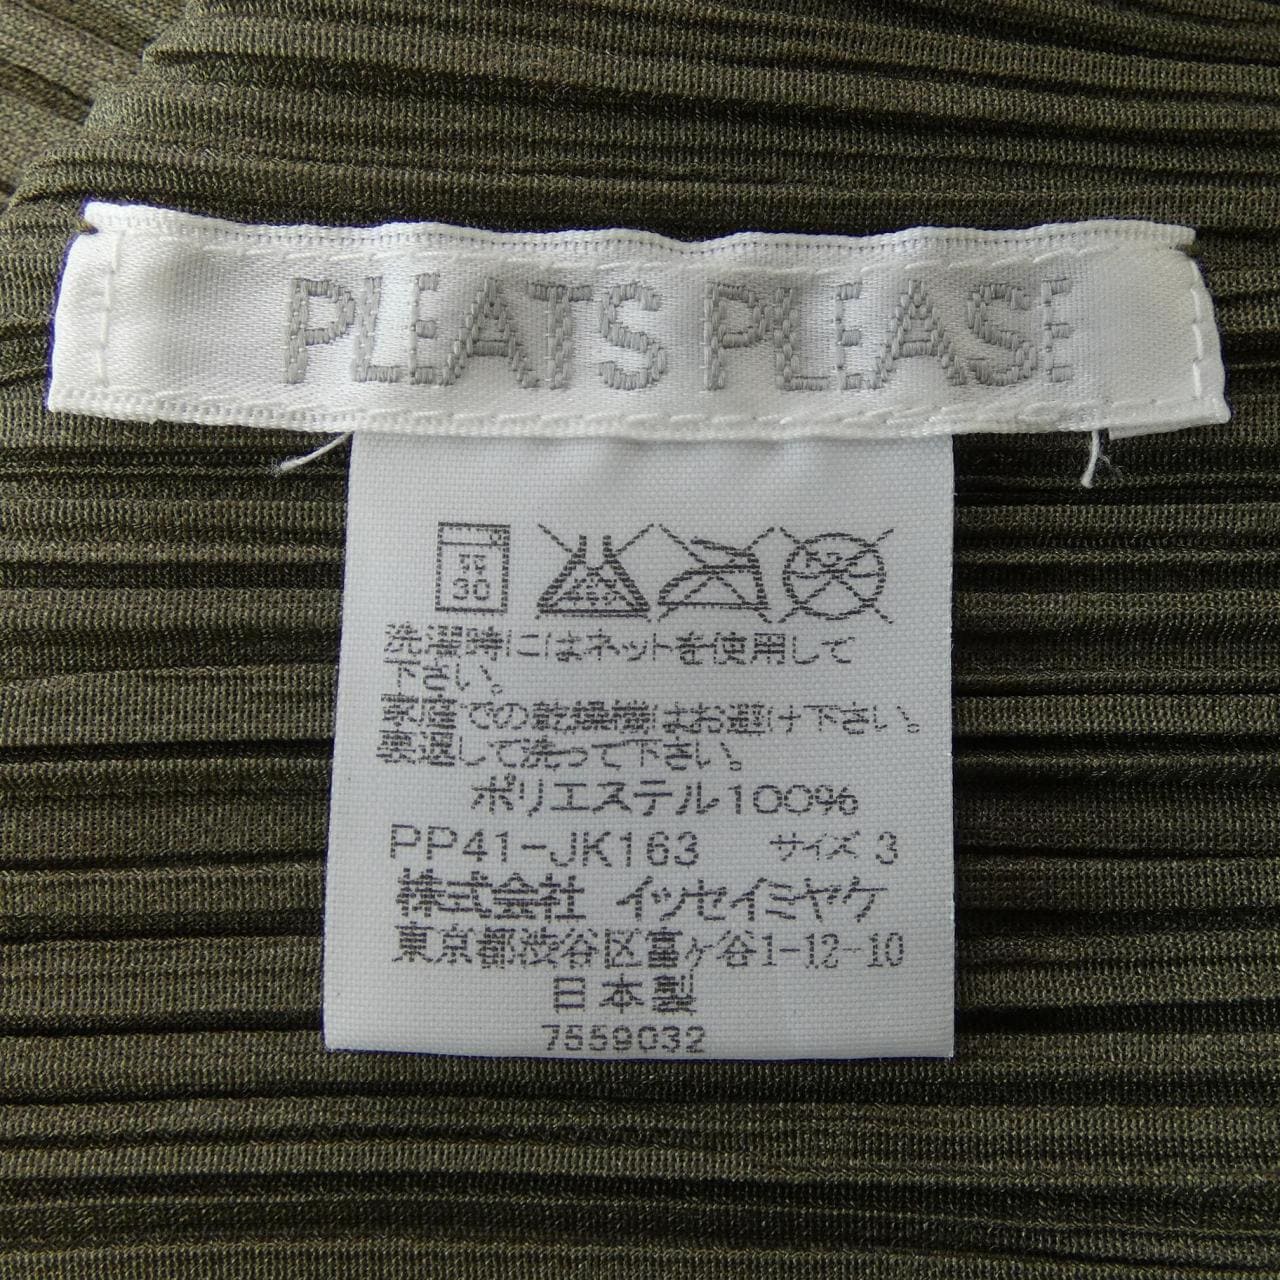 PLEATS PLEASE
弱
30
洗濯時にはネットを使用して
下さい。
家庭での乾燥機はお避け下さい。
裏返して洗って下さい。
ポリエステル100%
PP41-JK163 サイズ 3
株式会社 イッセイミヤケ
東京都渋谷区富ヶ谷1-12-10
日本製
7559032